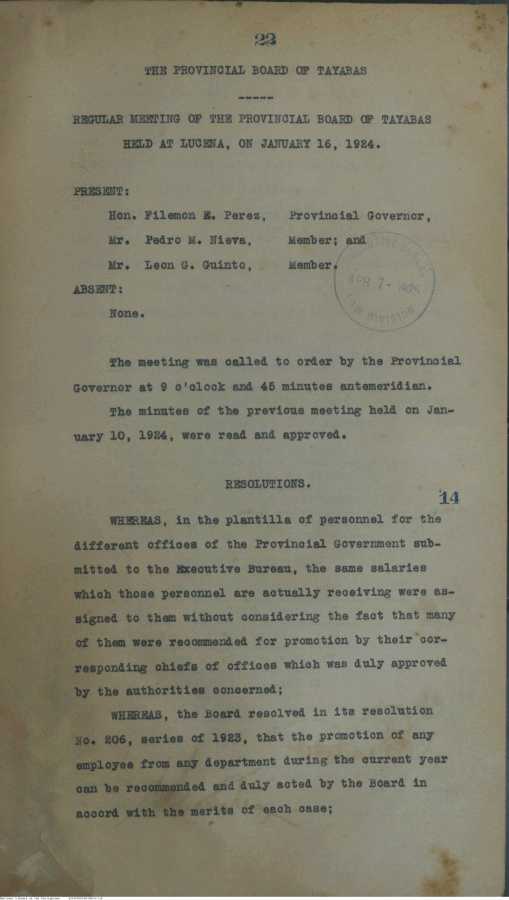 22
THE PROVINCIAL BOARD OF TAYABAS
-----
REGULAR MEETING OF THE PROVINCIAL BOARD OF TAYABAS
HELD AT LUCENA, ON JANUARY 16, 1924.
PRESENT:
Hon. Filemon E. Perez, Provincial Governor,
Mr. Pedro M. Nieva, Member; and
Mr. Leon G. Guinto, Member.
ABSENT:
None.
APR 7-
LAW DIVISION
The meeting was called to order by the Provincial
Governor at 9 o'clock and 45 minutes antemeridian.
The minutes of the previous meeting held on Jan-
uary 10, 1924, were read and approved.
RESOLUTIONS.
14
WHEREAS, in the plantilla of personnel for the
different offices of the Provincial Government sub-
mitted to the Executive Bureau, the same salaries
which those personnel are actually receiving were as-
signed to them without considering the fact that many
of them were recommended for promotion by their cor-
responding chiefs of offices which was duly approved
by the authorities concerned;
WHEREAS, the Board resolved in its resolution
No. 206, series of 1923, that the promotion of any
employee from any department during the current year
can be recommended and duly acted by the Board in
accord with the merits of each case;